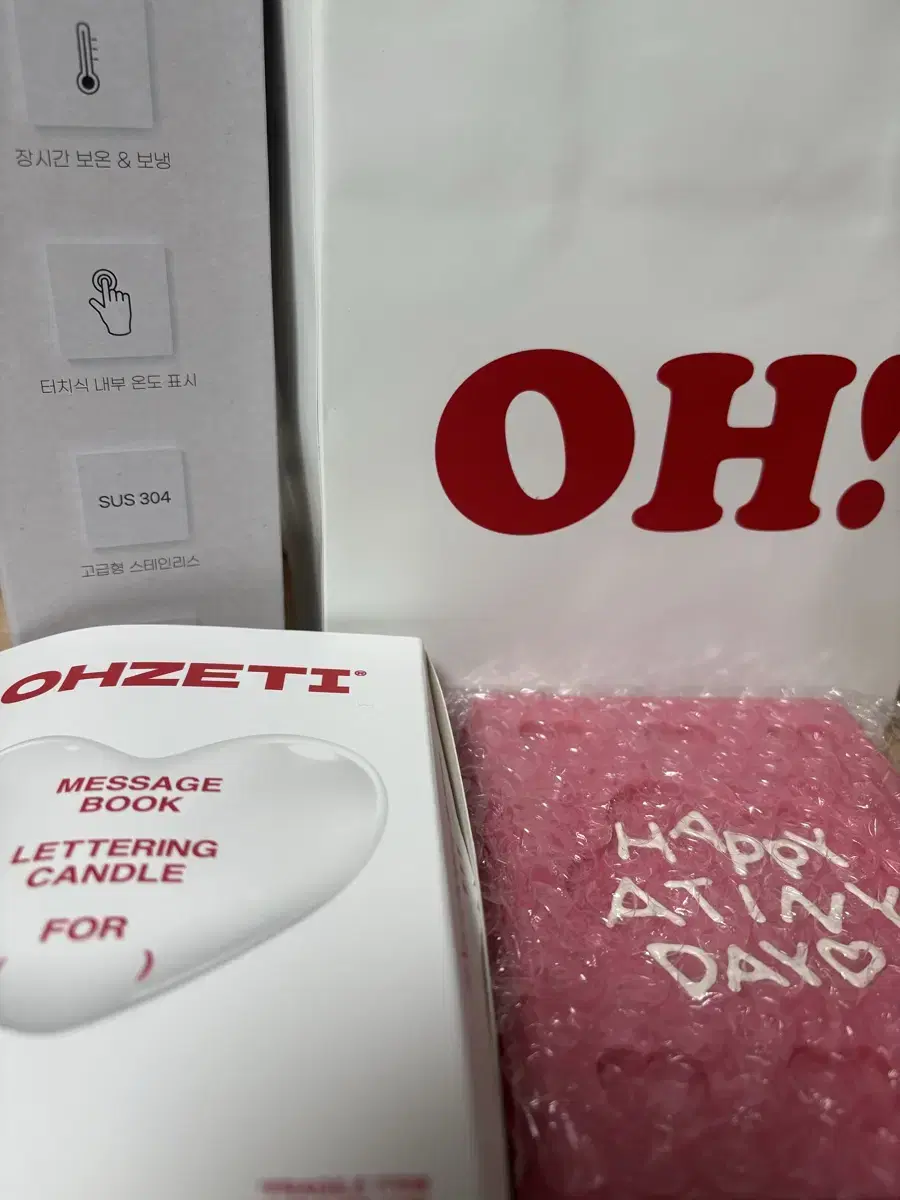 장시간 보온 & 보냉
터치식 내부 온도 표시
SUS 304
고급형 스테인리스
OH!
OHZETI®
MESSAGE
BOOK
LETTERING
CANDLE
FOR
( )
HAPPY
ATINY
DAY♡